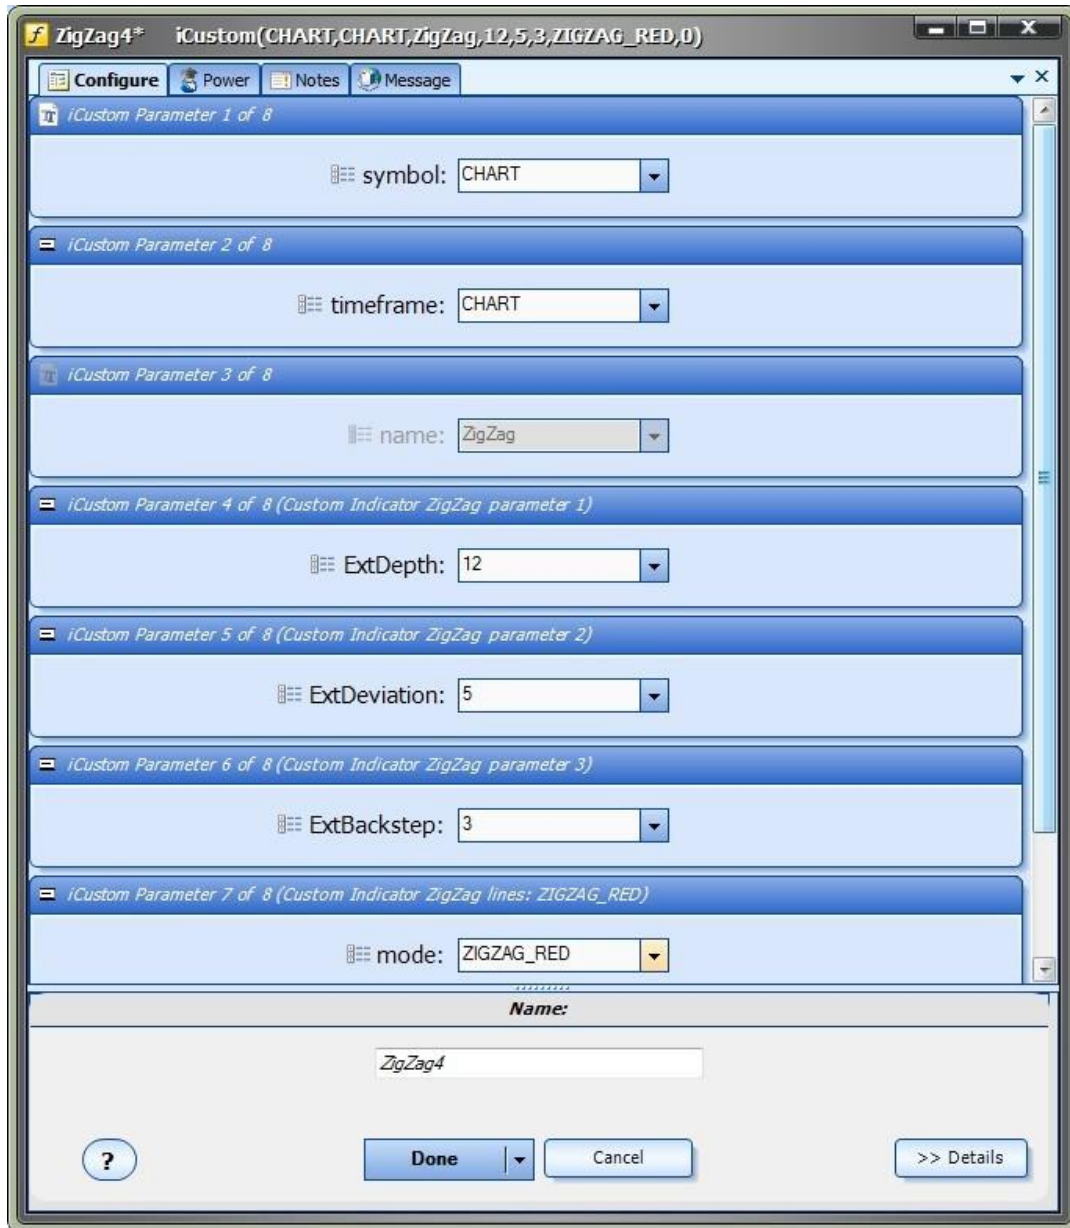 ZigZag4* iCustom(CHART,CHART,ZigZag,12,5,3,ZIGZAG_RED,0)
Configure Power Notes Message
iCustom Parameter 1 of 8
symbol: CHART
iCustom Parameter 2 of 8
timeframe: CHART
iCustom Parameter 3 of 8
name: ZigZag
iCustom Parameter 4 of 8 (Custom Indicator ZigZag parameter 1)
ExtDepth: 12
iCustom Parameter 5 of 8 (Custom Indicator ZigZag parameter 2)
ExtDeviation: 5
iCustom Parameter 6 of 8 (Custom Indicator ZigZag parameter 3)
ExtBackstep: 3
iCustom Parameter 7 of 8 (Custom Indicator ZigZag lines: ZIGZAG_RED)
mode: ZIGZAG_RED
Name:
ZigZag4
? Done Cancel >> Details